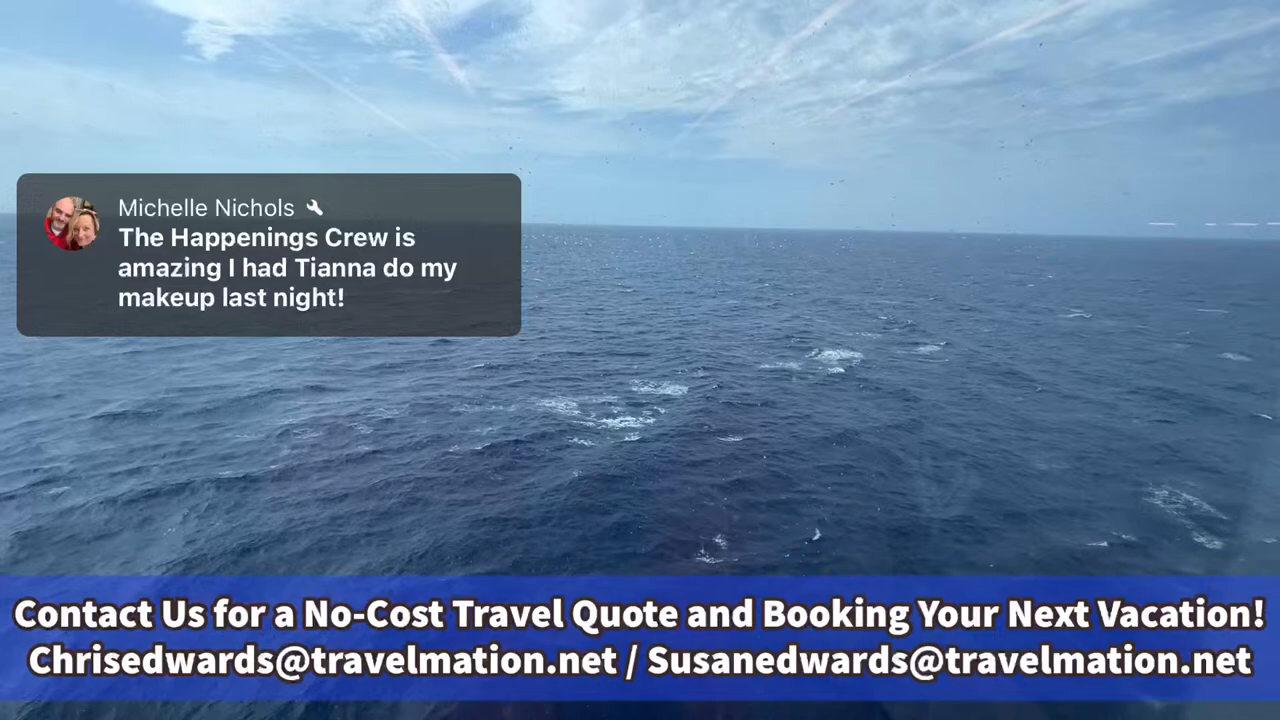 Michelle Nichols
The Happenings Crew is
amazing I had Tianna do my
makeup last night!
Contact Us for a No-Cost Travel Quote and Booking Your Next Vacation!
Chrisedwards@travelmation.net / Susanedwards@travelmation.net